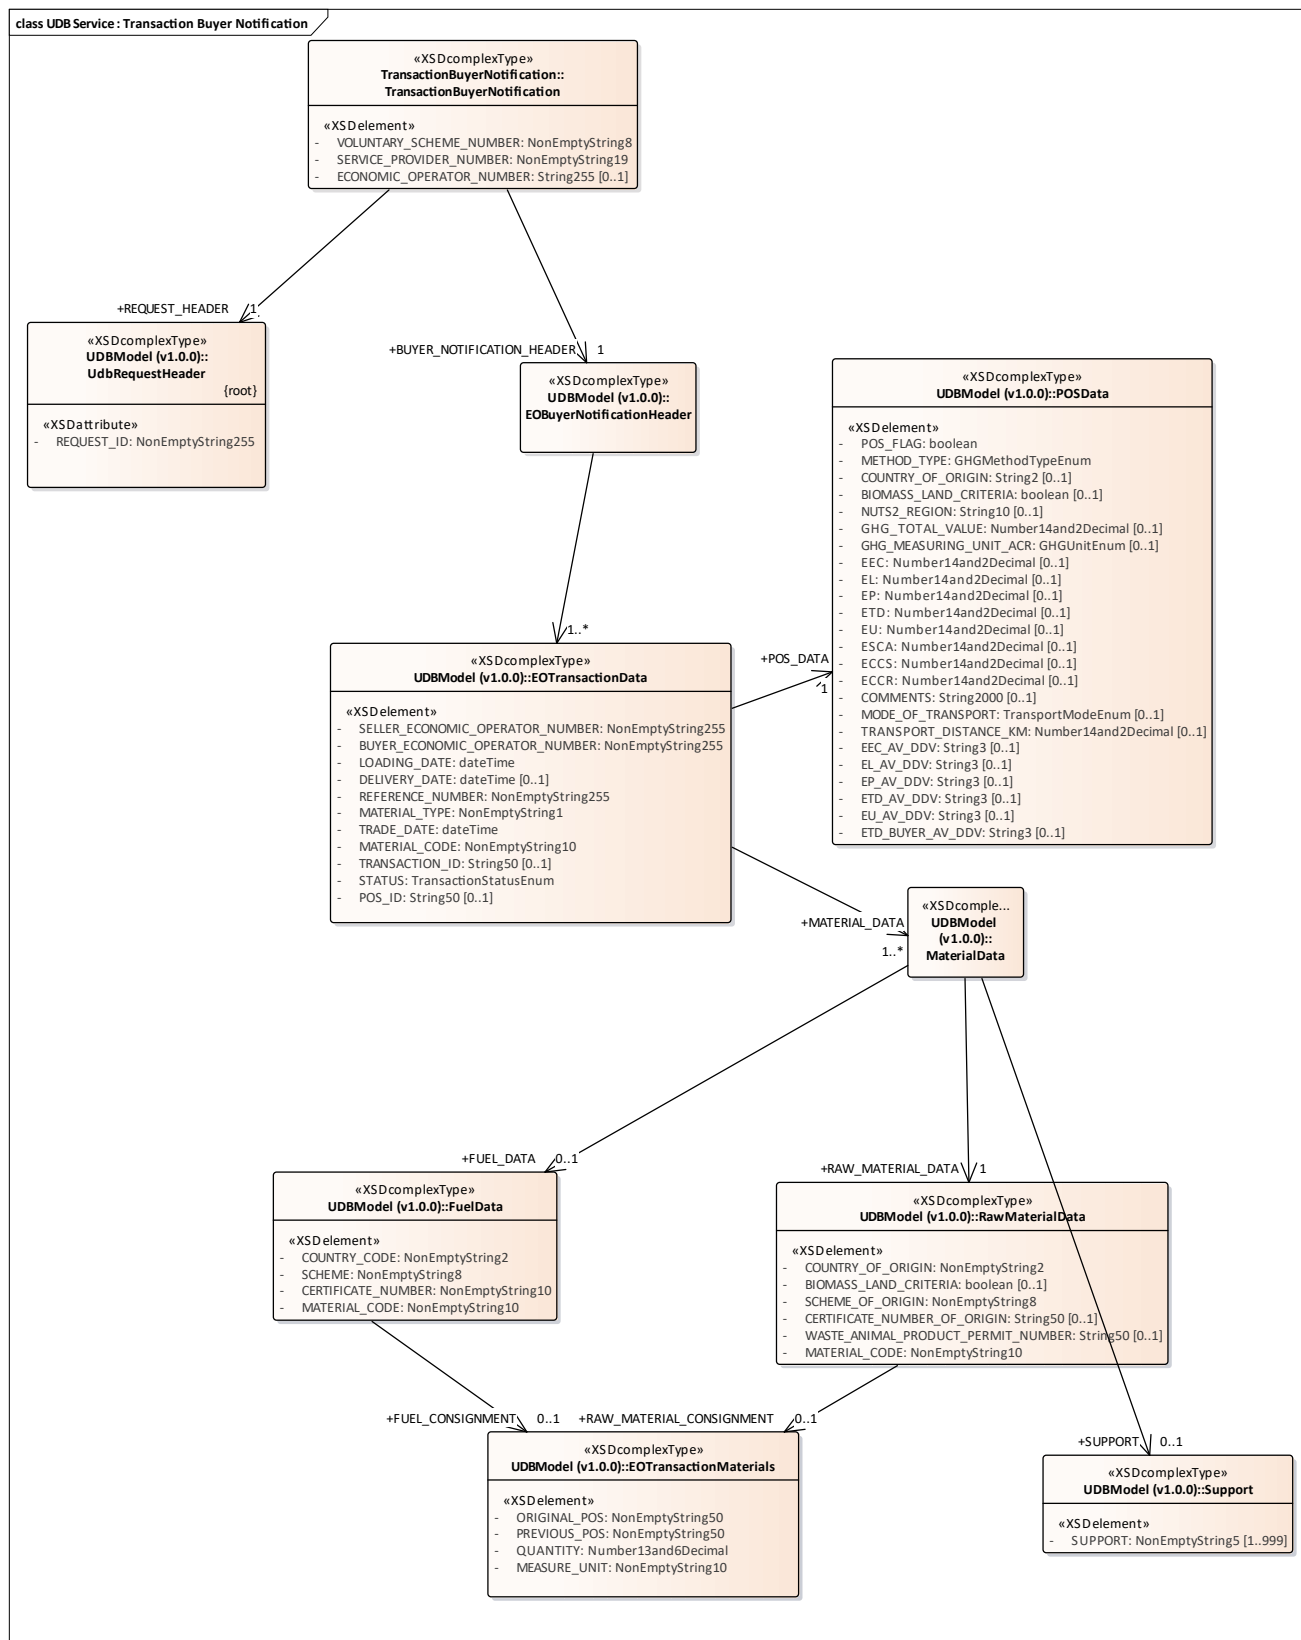 class UDB Service : Transaction Buyer Notification
«XSDcomplexType»
TransactionBuyerNotification::
TransactionBuyerNotification
«XSDelement»
- VOLUNTARY_SCHEME_NUMBER: NonEmptyString8
- SERVICE_PROVIDER_NUMBER: NonEmptyString19
- ECONOMIC_OPERATOR_NUMBER: String255 [0..1]
+REQUEST_HEADER
1
«XSDcomplexType»
UDBModel (v1.0.0)::
UdbRequestHeader
{root}
«XSDattribute»
- REQUEST_ID: NonEmptyString255
+BUYER_NOTIFICATION_HEADER
1
«XSDcomplexType»
UDBModel (v1.0.0)::
EOBuyerNotificationHeader
1..*
«XSDcomplexType»
UDBModel (v1.0.0)::EOTransactionData
«XSDelement»
- SELLER_ECONOMIC_OPERATOR_NUMBER: NonEmptyString255
- BUYER_ECONOMIC_OPERATOR_NUMBER: NonEmptyString255
- LOADING_DATE: dateTime
- DELIVERY_DATE: dateTime [0..1]
- REFERENCE_NUMBER: NonEmptyString255
- MATERIAL_TYPE: NonEmptyString1
- TRADE_DATE: dateTime
- MATERIAL_CODE: NonEmptyString10
- TRANSACTION_ID: String50 [0..1]
- STATUS: TransactionStatusEnum
- POS_ID: String50 [0..1]
+POS_DATA
1
«XSDcomplexType»
UDBModel (v1.0.0)::POSData
«XSDelement»
- POS_FLAG: boolean
- METHOD_TYPE: GHGMethodTypeEnum
- COUNTRY_OF_ORIGIN: String2 [0..1]
- BIOMASS_LAND_CRITERIA: boolean [0..1]
- NUTS2_REGION: String10 [0..1]
- GHG_TOTAL_VALUE: Number14and2Decimal [0..1]
- GHG_MEASURING_UNIT_ACR: GHGUnitEnum [0..1]
- EEC: Number14and2Decimal [0..1]
- EL: Number14and2Decimal [0..1]
- EP: Number14and2Decimal [0..1]
- ETD: Number14and2Decimal [0..1]
- EU: Number14and2Decimal [0..1]
- ESCA: Number14and2Decimal [0..1]
- ECCS: Number14and2Decimal [0..1]
- ECCR: Number14and2Decimal [0..1]
- COMMENTS: String2000 [0..1]
- MODE_OF_TRANSPORT: TransportModeEnum [0..1]
- TRANSPORT_DISTANCE_KM: Number14and2Decimal [0..1]
- EEC_AV_DDV: String3 [0..1]
- EL_AV_DDV: String3 [0..1]
- EP_AV_DDV: String3 [0..1]
- ETD_AV_DDV: String3 [0..1]
- EU_AV_DDV: String3 [0..1]
- ETD_BUYER_AV_DDV: String3 [0..1]
+MATERIAL_DATA
1..*
«XSDcomple...
UDBModel
(v1.0.0)::
MaterialData
+FUEL_DATA
0..1
«XSDcomplexType»
UDBModel (v1.0.0)::FuelData
«XSDelement»
- COUNTRY_CODE: NonEmptyString2
- SCHEME: NonEmptyString8
- CERTIFICATE_NUMBER: NonEmptyString10
- MATERIAL_CODE: NonEmptyString10
+RAW_MATERIAL_DATA
1
«XSDcomplexType»
UDBModel (v1.0.0)::RawMaterialData
«XSDelement»
- COUNTRY_OF_ORIGIN: NonEmptyString2
- BIOMASS_LAND_CRITERIA: boolean [0..1]
- SCHEME_OF_ORIGIN: NonEmptyString8
- CERTIFICATE_NUMBER_OF_ORIGIN: String50 [0..1]
- WASTE_ANIMAL_PRODUCT_PERMIT_NUMBER: String50 [0..1]
- MATERIAL_CODE: NonEmptyString10
+FUEL_CONSIGNMENT
0..1
+RAW_MATERIAL_CONSIGNMENT
0..1
«XSDcomplexType»
UDBModel (v1.0.0)::EOTransactionMaterials
«XSDelement»
- ORIGINAL_POS: NonEmptyString50
- PREVIOUS_POS: NonEmptyString50
- QUANTITY: Number13and6Decimal
- MEASURE_UNIT: NonEmptyString10
+SUPPORT
0..1
«XSDcomplexType»
UDBModel (v1.0.0)::Support
«XSDelement»
- SUPPORT: NonEmptyString5 [1..999]